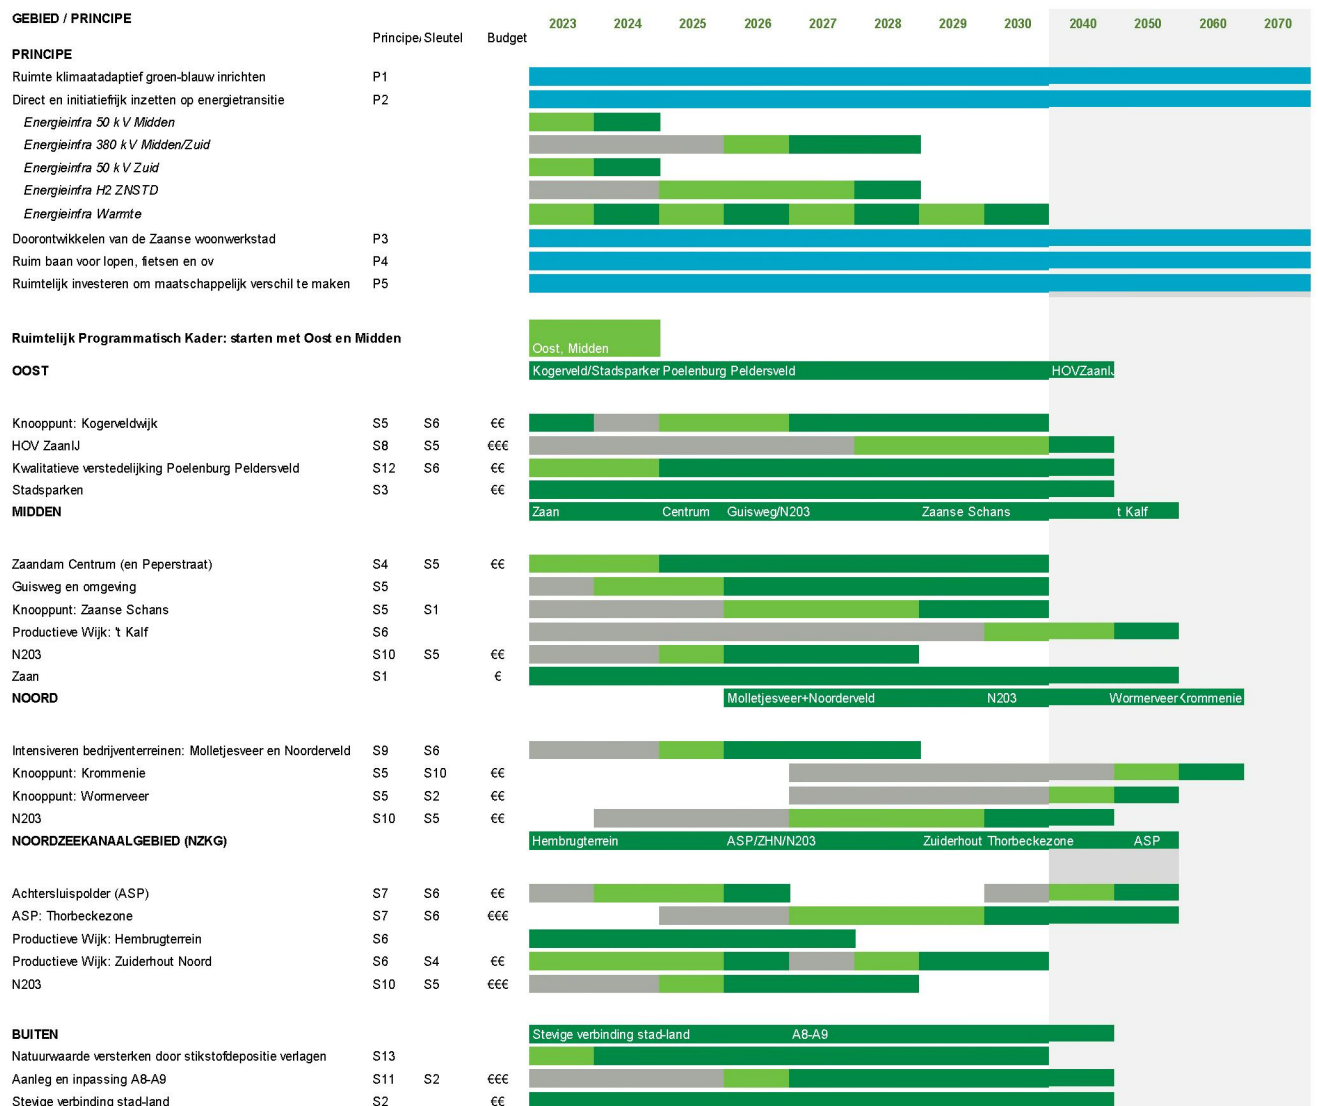 GEBIED / PRINCIPE
2023 2024 2025 2026 2027 2028 2029 2030 2040 2050 2060 2070
Principe/Sleutel Budget
PRINCIPE
Ruimte klimaatadaptief groen-blauw inrichten P1
Direct en initiatiefrijk inzetten op energietransitie P2
Energieinfra 50 kV Midden
Energieinfra 380 kV Midden/Zuid
Energieinfra 50 kV Zuid
Energieinfra H2 ZNSTD
Energieinfra Warmte
Doorontwikkelen van de Zaanse woonwerkstad P3
Ruim baan voor lopen, fietsen en ov P4
Ruimtelijk investeren om maatschappelijk verschil te maken P5
Ruimtelijk Programmatisch Kader: starten met Oost en Midden
Oost, Midden
OOST Kogerveld/Stadsparker Poelenburg Peldersveld HOVZaanIJ
Knooppunt: Kogerveldwijk S5 S6 €€
HOV ZaanIJ S8 S5 €€€
Kwalitatieve verstedelijking Poelenburg Peldersveld S12 S6 €€
Stadsparken S3 €€
MIDDEN Zaan Centrum Guisweg/N203 Zaanse Schans t Kalf
Zaandam Centrum (en Peperstraat) S4 S5 €€
Guisweg en omgeving S5
Knooppunt: Zaanse Schans S5 S1
Productieve Wijk: 't Kalf S6
N203 S10 S5 €€
Zaan S1 €
NOORD Molletjesveer+Noorderveld N203 Wormerveer Krommenie
Intensiveren bedrijventerreinen: Molletjesveer en Noorderveld S9 S6
Knooppunt: Krommenie S5 S10 €€
Knooppunt: Wormerveer S5 S2 €€
N203 S10 S5 €€
NOORDZEEKANAALGEBIED (NZKG) Hembrugterrein ASP/ZHN/N203 Zuiderhout Thorbeckezone ASP
Achtersluispolder (ASP) S7 S6 €€
ASP: Thorbeckezone S7 S6 €€€
Productieve Wijk: Hembrugterrein S6
Productieve Wijk: Zuiderhout Noord S6 S4 €€
N203 S10 S5 €€€
BUITEN Stevige verbinding stad-land A8-A9
Natuurwaarde versterken door stikstofdepositie verlagen S13
Aanleg en inpassing A8-A9 S11 S2 €€€
Stevige verbinding stad-land S2 €€